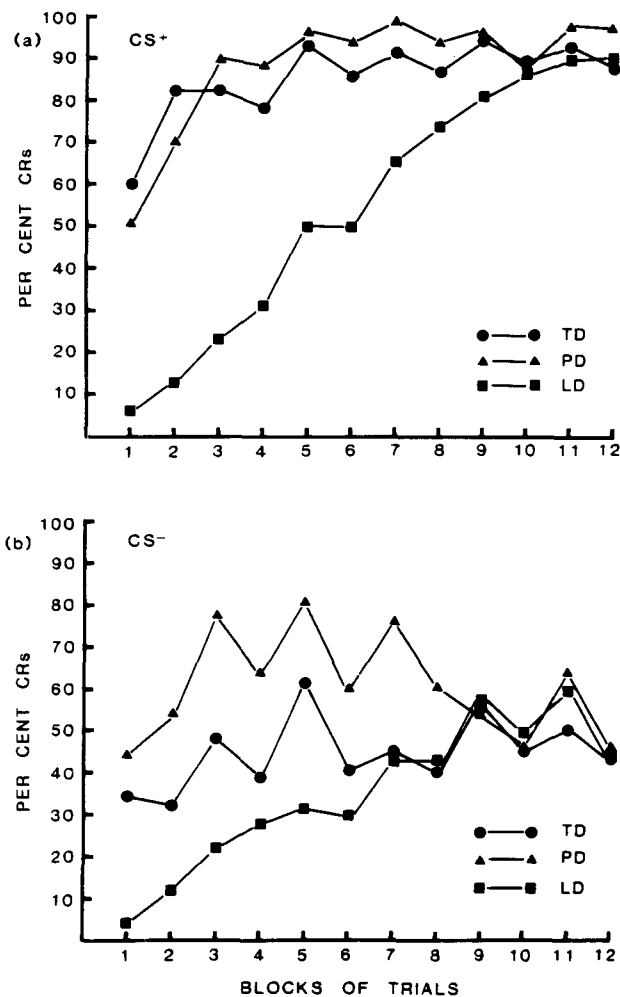 (a)
CS+
PER CENT CRs
100
90
80
70
60
50
40
30
20
10
TD
PD
LD
1 2 3 4 5 6 7 8 9 10 11 12
(b)
CS−
PER CENT CRs
100
90
80
70
60
50
40
30
20
10
TD
PD
LD
1 2 3 4 5 6 7 8 9 10 11 12
BLOCKS OF TRIALS